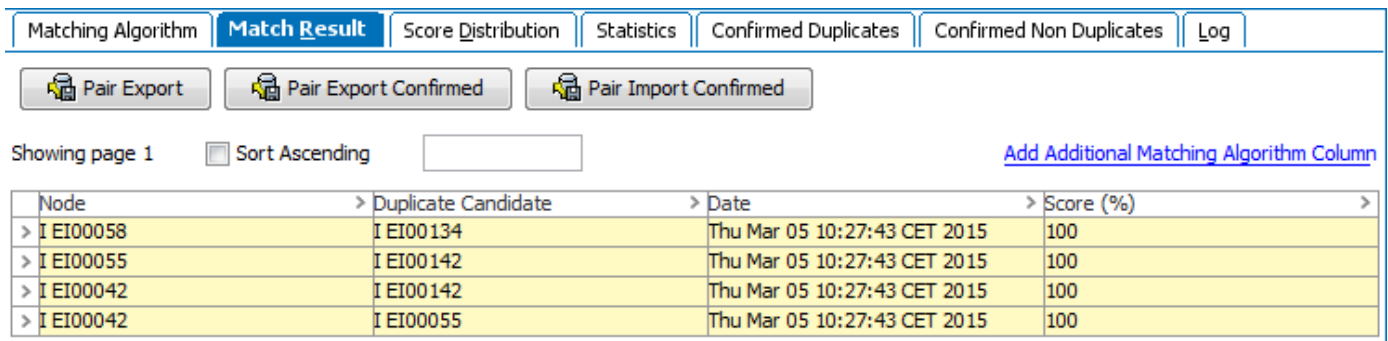 Matching Algorithm Match Result Score Distribution Statistics Confirmed Duplicates Confirmed Non Duplicates Log
Pair Export Pair Export Confirmed Pair Import Confirmed
Showing page 1 Sort Ascending Add Additional Matching Algorithm Column
Node > Duplicate Candidate > Date > Score (%) >
> I EI00058 I EI00134 Thu Mar 05 10:27:43 CET 2015 100
> I EI00055 I EI00142 Thu Mar 05 10:27:43 CET 2015 100
> I EI00042 I EI00142 Thu Mar 05 10:27:43 CET 2015 100
> I EI00042 I EI00055 Thu Mar 05 10:27:43 CET 2015 100